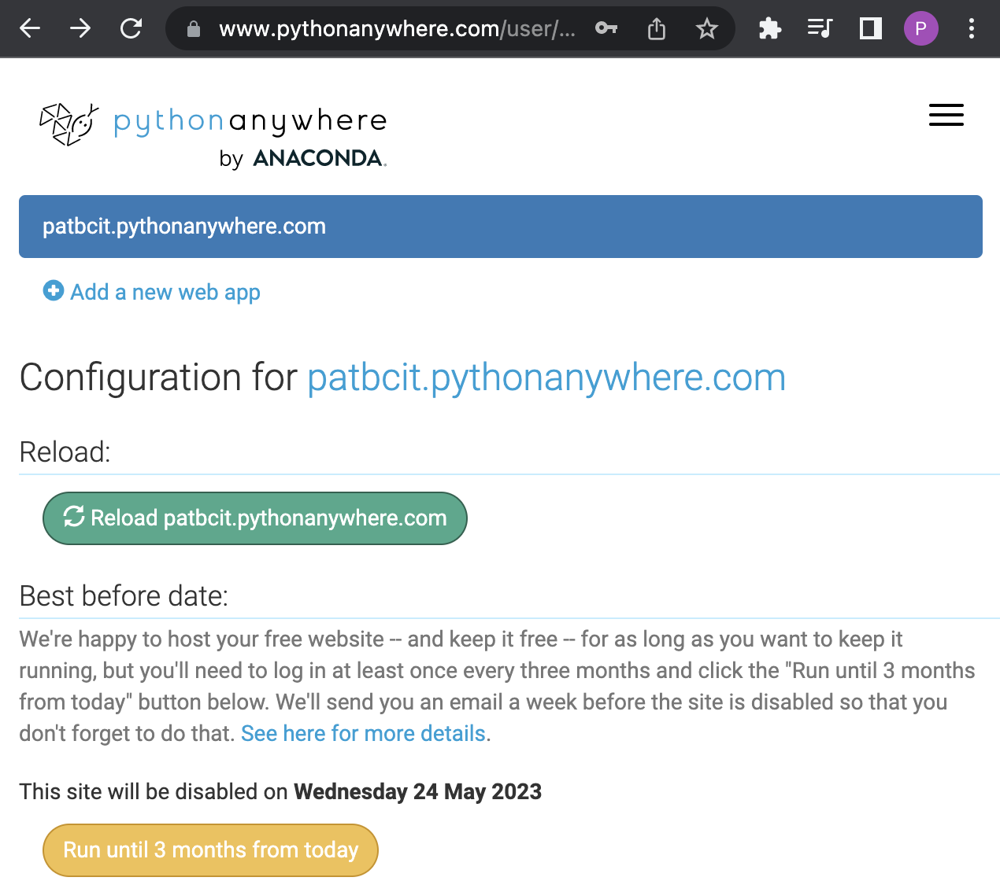 www.pythonanywhere.com/user/...
P
pythonanywhere
by ANACONDA.
patbcit.pythonanywhere.com
Add a new web app
Configuration for patbcit.pythonanywhere.com
Reload:
Reload patbcit.pythonanywhere.com
Best before date:
We're happy to host your free website -- and keep it free -- for as long as you want to keep it
running, but you'll need to log in at least once every three months and click the "Run until 3 months
from today" button below. We'll send you an email a week before the site is disabled so that you
don't forget to do that. See here for more details.
This site will be disabled on Wednesday 24 May 2023
Run until 3 months from today